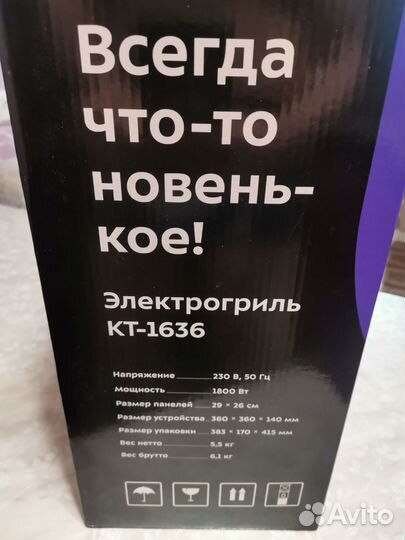 Всегда
что-то
новень-
кое!
Электрогриль
КТ-1636
Напряжение 230 В, 50 Гц
Мощность 1800 Вт
Размер панелей 29 × 26 см
Размер устройства 360 × 360 × 140 мм
Размер упаковки 383 × 170 × 415 мм
Вес нетто 5,5 кг
Вес брутто 6,1 кг
Avito